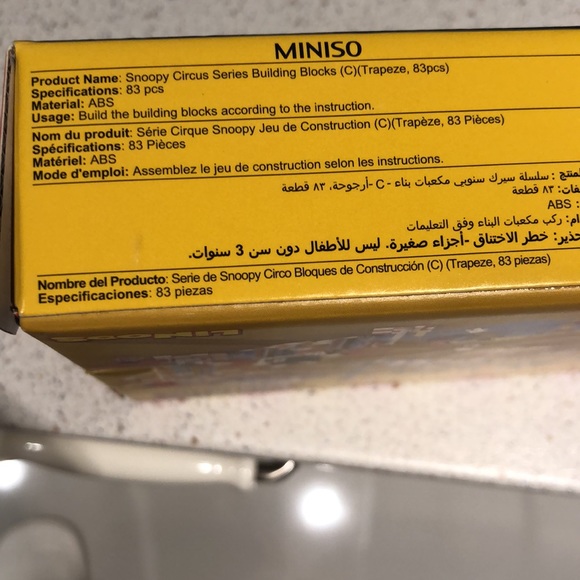 MINISO
Product Name: Snoopy Circus Series Building Blocks (C)(Trapeze, 83pcs)
Specifications: 83 pcs
Material: ABS
Usage: Build the building blocks according to the instruction.
Nom du produit: Série Cirque Snoopy Jeu de Construction (C)(Trapèze, 83 Pièces)
Spécifications: 83 Pièces
Matériel: ABS
Mode d'emploi: Assemblez le jeu de construction selon les instructions.
: سلسلة سيرك سنوبي مكعبات بناء - C -أرجوحة، ٨٣ قطعة
: ٨٣ قطعة
: ABS
: ركب مكعبات البناء وفق التعليمات
: خطر الاختناق -أجزاء صغيرة. ليس للأطفال دون سن 3 سنوات.
Nombre del Producto: Serie de Snoopy Circo Bloques de Construcción (C) (Trapeze, 83 piezas)
Especificaciones: 83 piezas